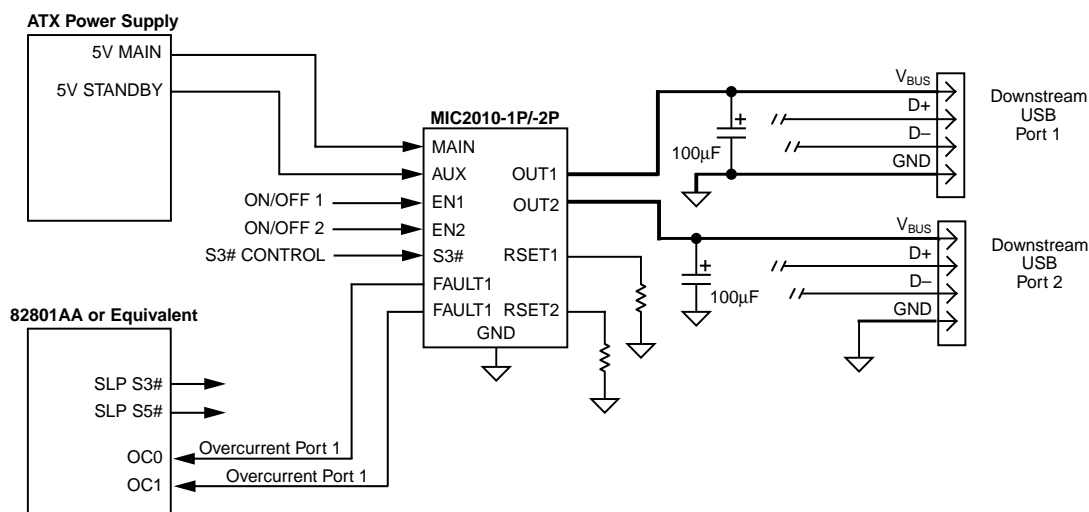 ATX Power Supply
5V MAIN
5V STANDBY
MIC2010-1P/-2P
MAIN
AUX
EN1
EN2
S3#
FAULT1
FAULT1
OUT1
OUT2
RSET1
RSET2
GND
ON/OFF 1
ON/OFF 2
S3# CONTROL
82801AA or Equivalent
SLP S3#
SLP S5#
OC0
OC1
Overcurrent Port 1
Overcurrent Port 1
+
100μF
VBUS
D+
D–
GND
Downstream
USB
Port 1
+
100μF
VBUS
D+
D–
GND
Downstream
USB
Port 2